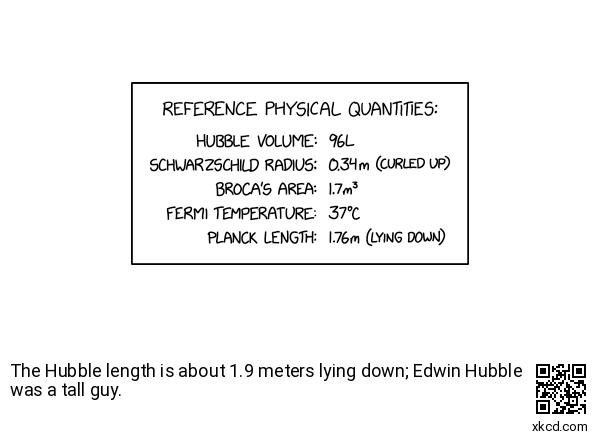 REFERENCE PHYSICAL QUANTITIES:
HUBBLE VOLUME: 96L
SCHWARZSCHILD RADIUS: 0.34m (CURLED UP)
BROCA'S AREA: 1.7m³
FERMI TEMPERATURE: 37°C
PLANCK LENGTH: 1.76m (LYING DOWN)
The Hubble length is about 1.9 meters lying down; Edwin Hubble
was a tall guy.
xkcd.com